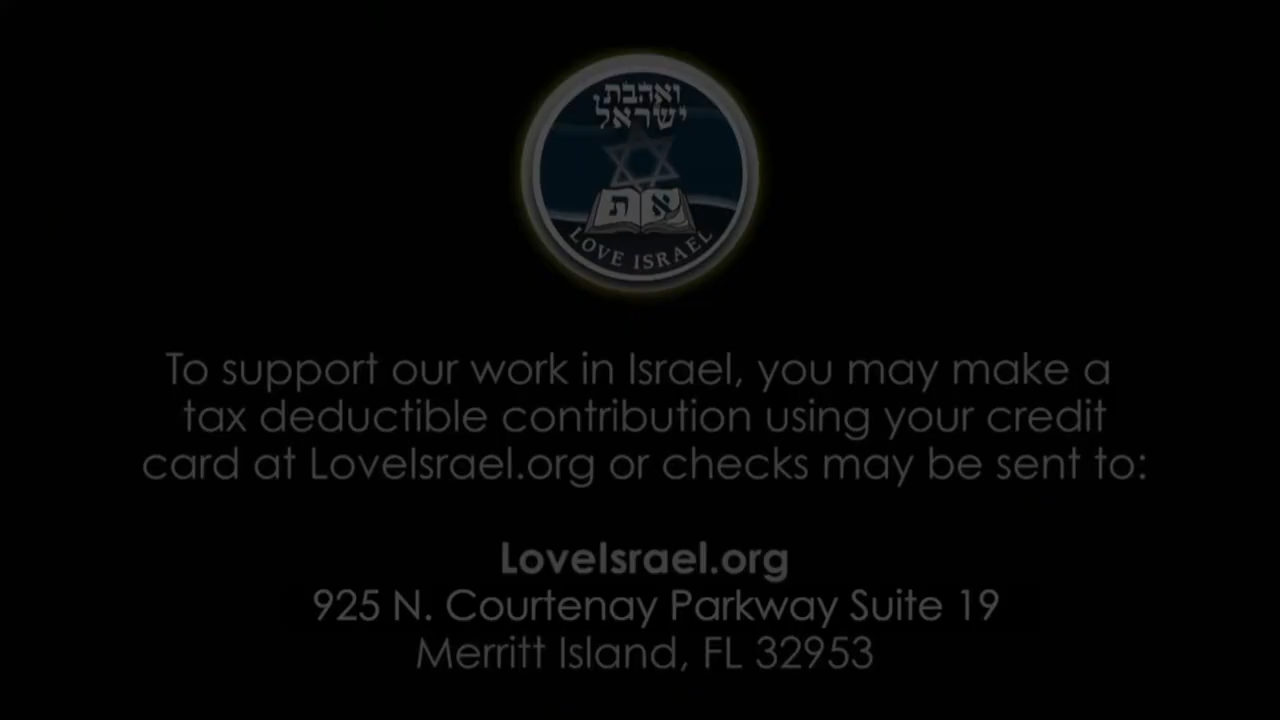 ואהבת
ישראל
ת א
LOVE ISRAEL
To support our work in Israel, you may make a
tax deductible contribution using your credit
card at LoveIsrael.org or checks may be sent to:
LoveIsrael.org
925 N. Courtenay Parkway Suite 19
Merritt Island, FL 32953